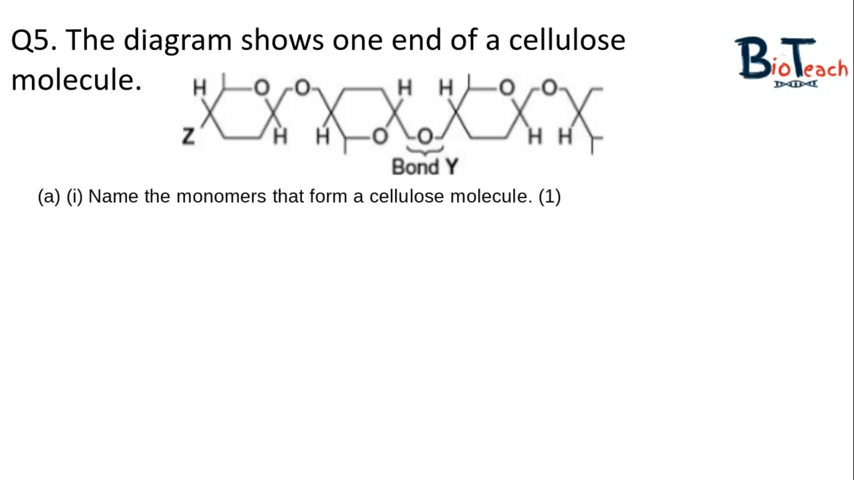 Q5. The diagram shows one end of a cellulose
BioTeach
molecule.
H O O H H O O
Z H H O O H H
Bond Y
(a) (i) Name the monomers that form a cellulose molecule. (1)